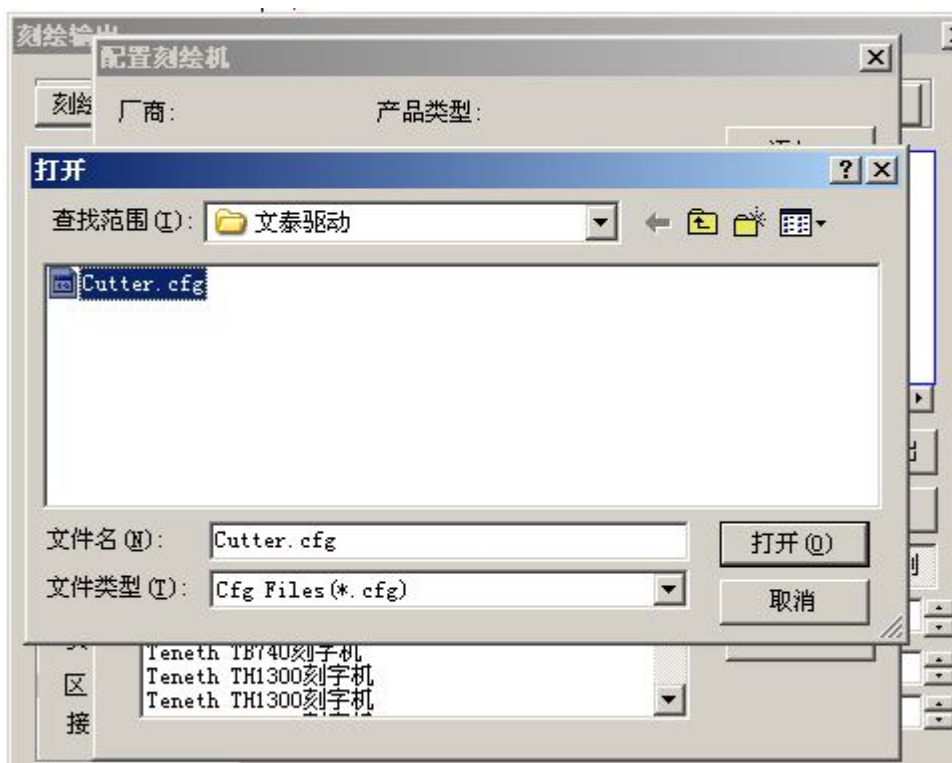 刻绘输出
配置刻绘机
刻绘
厂商:
产品类型:
打开
查找范围(I):
文泰驱动
Cutter.cfg
文件名(N):
Cutter.cfg
打开(O)
文件类型(T):
Cfg Files(*.cfg)
取消
Teneth TB740刻字机
区
Teneth TH1300刻字机
Teneth TH1300刻字机
接